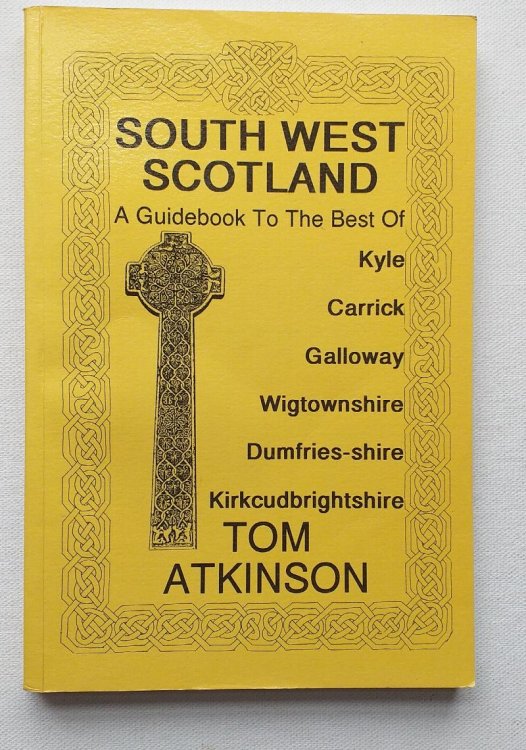 SOUTH WEST
SCOTLAND
A Guidebook To The Best Of
Kyle
Carrick
Galloway
Wigtownshire
Dumfries-shire
Kirkcudbrightshire
TOM
ATKINSON